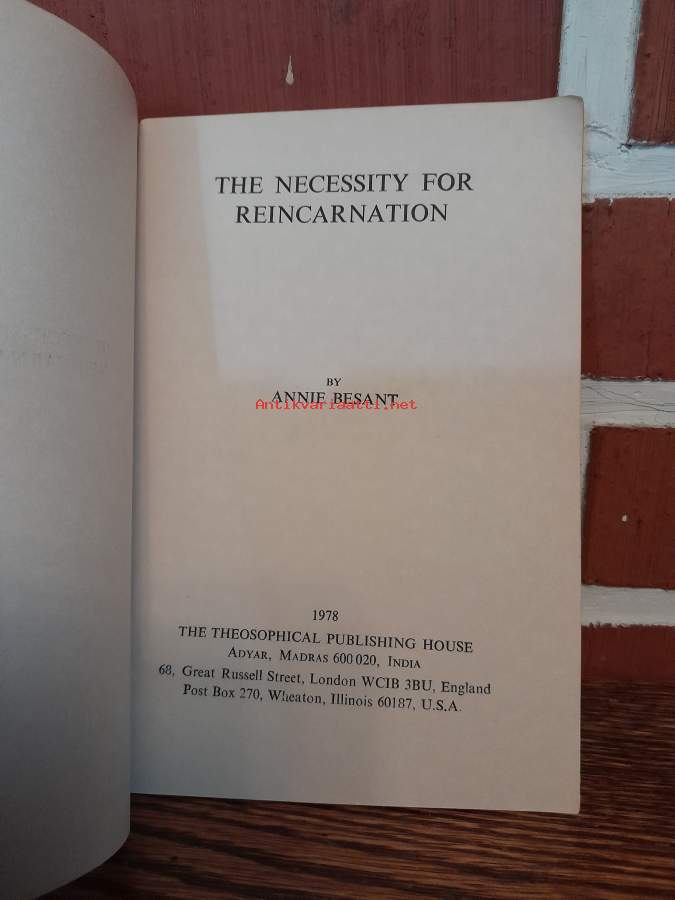 THE NECESSITY FOR
REINCARNATION
BY
ANNIE BESANT
Antikvariaatti.net
1978
THE THEOSOPHICAL PUBLISHING HOUSE
ADYAR, MADRAS 600 020, INDIA
68, Great Russell Street, London WCIB 3BU, England
Post Box 270, Wheaton, Illinois 60187, U.S.A.